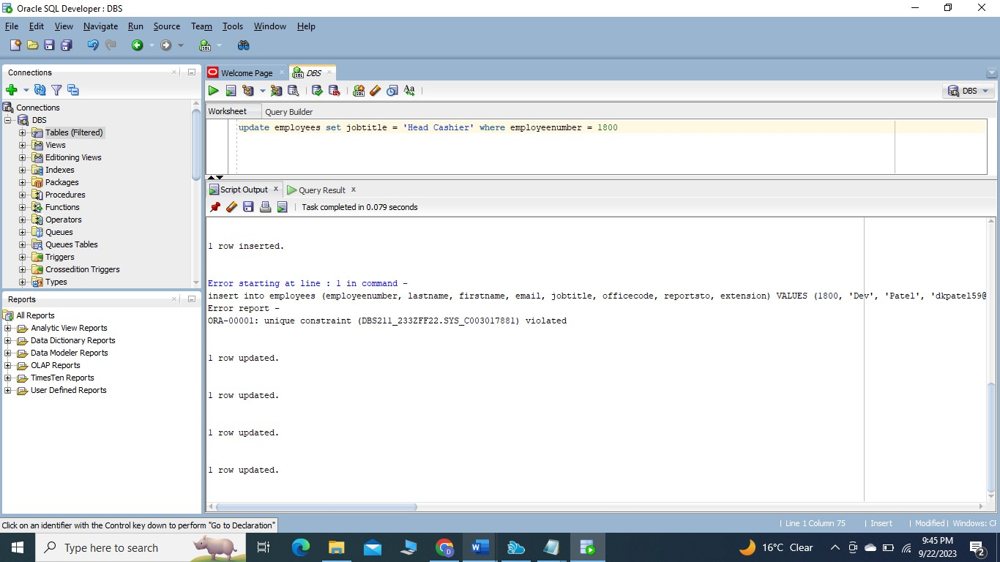 Oracle SQL Developer : DBS
File Edit View Navigate Run Source Team Tools Window Help
Connections
Connections
DBS
Tables (Filtered)
Views
Editioning Views
Indexes
Packages
Procedures
Functions
Operators
Queues
Queues Tables
Triggers
Crossedition Triggers
Types
Reports
All Reports
Analytic View Reports
Data Dictionary Reports
Data Modeler Reports
OLAP Reports
TimesTen Reports
User Defined Reports
Welcome Page DBS
DBS
Worksheet Query Builder
update employees set jobtitle = 'Head Cashier' where employeenumber = 1800
Script Output Query Result
Task completed in 0.079 seconds
1 row inserted.
Error starting at line : 1 in command -
insert into employees (employeenumber, lastname, firstname, email, jobtitle, officecode, reportsto, extension) VALUES (1800, 'Dev', 'Patel', 'dkpatel59@
Error report -
ORA-00001: unique constraint (DBS211_233ZFF22.SYS_C003017881) violated
1 row updated.
1 row updated.
1 row updated.
1 row updated.
Click on an identifier with the Control key down to perform "Go to Declaration"
Line 1 Column 75 Insert Modified Windows: CF
Type here to search
16°C Clear
9:45 PM
9/22/2023
2